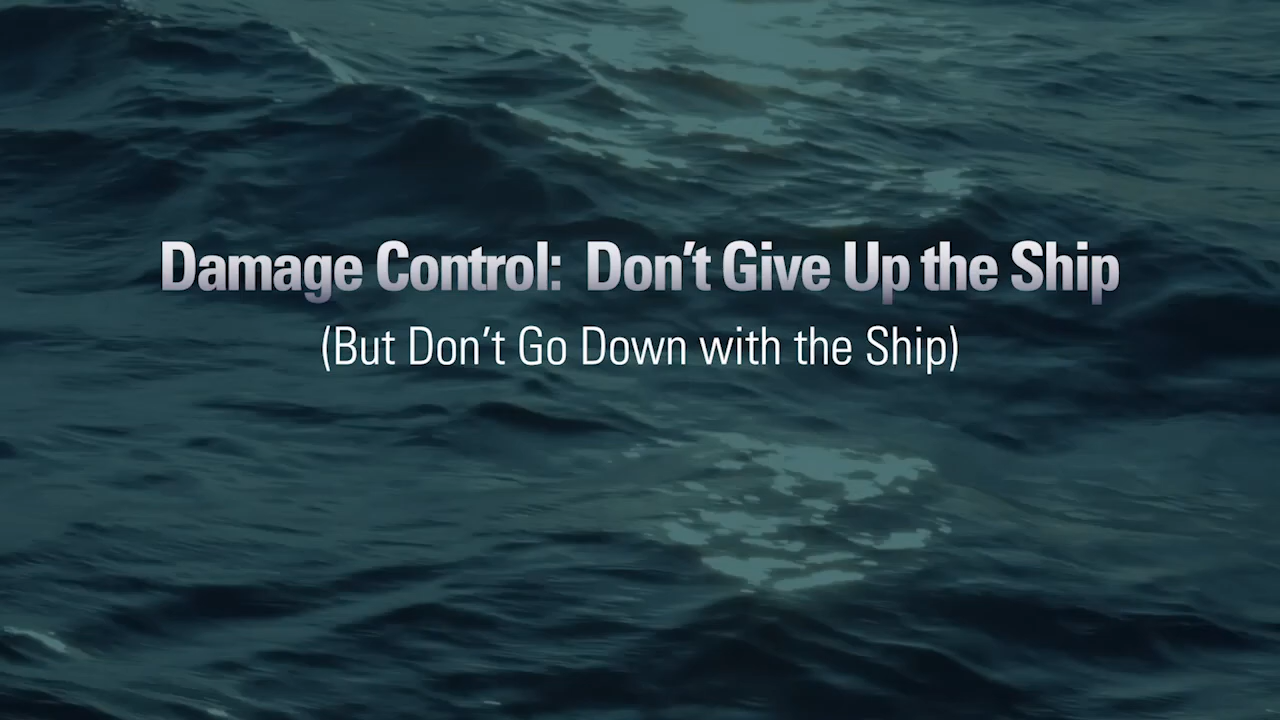 Damage Control:  Don’t Give Up the Ship
(But Don’t Go Down with the Ship)